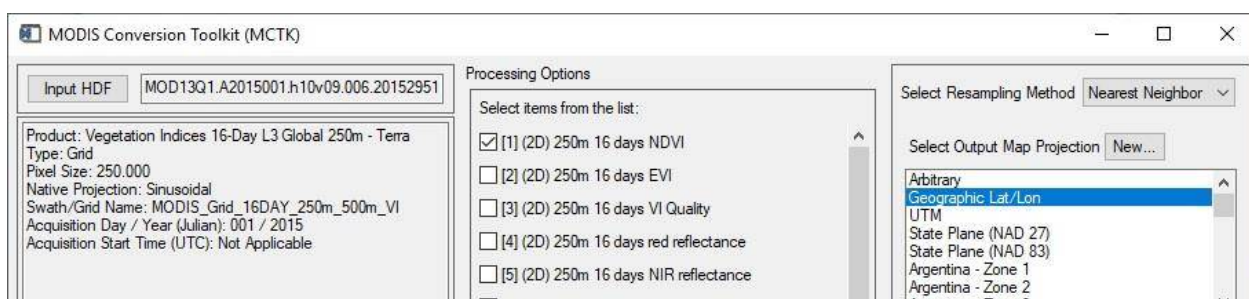 MODIS Conversion Toolkit (MCTK)
Input HDF
MOD13Q1.A2015001.h10v09.006.20152951
Product: Vegetation Indices 16-Day L3 Global 250m - Terra
Type: Grid
Pixel Size: 250.000
Native Projection: Sinusoidal
Swath/Grid Name: MODIS_Grid_16DAY_250m_500m_VI
Acquisition Day / Year (Julian): 001 / 2015
Acquisition Start Time (UTC): Not Applicable
Processing Options
Select items from the list:
[1] (2D) 250m 16 days NDVI
[2] (2D) 250m 16 days EVI
[3] (2D) 250m 16 days VI Quality
[4] (2D) 250m 16 days red reflectance
[5] (2D) 250m 16 days NIR reflectance
Select Resampling Method Nearest Neighbor
Select Output Map Projection New...
Arbitrary
Geographic Lat/Lon
UTM
State Plane (NAD 27)
State Plane (NAD 83)
Argentina - Zone 1
Argentina - Zone 2